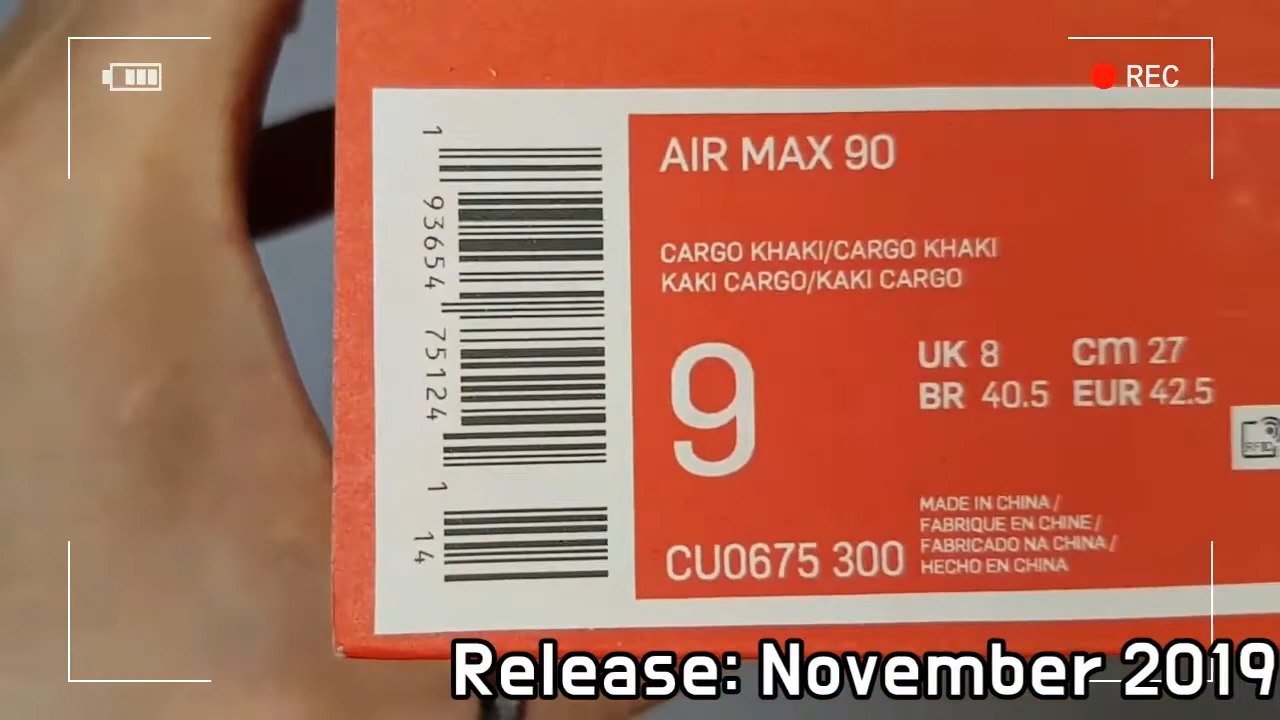 REC
1
93654
75124
1
14
AIR MAX 90
CARGO KHAKI/CARGO KHAKI
KAKI CARGO/KAKI CARGO
9
UK 8 cm 27
BR 40.5 EUR 42.5
RFID
CU0675 300
MADE IN CHINA /
FABRIQUE EN CHINE /
FABRICADO NA CHINA /
HECHO EN CHINA
Release: November 2019